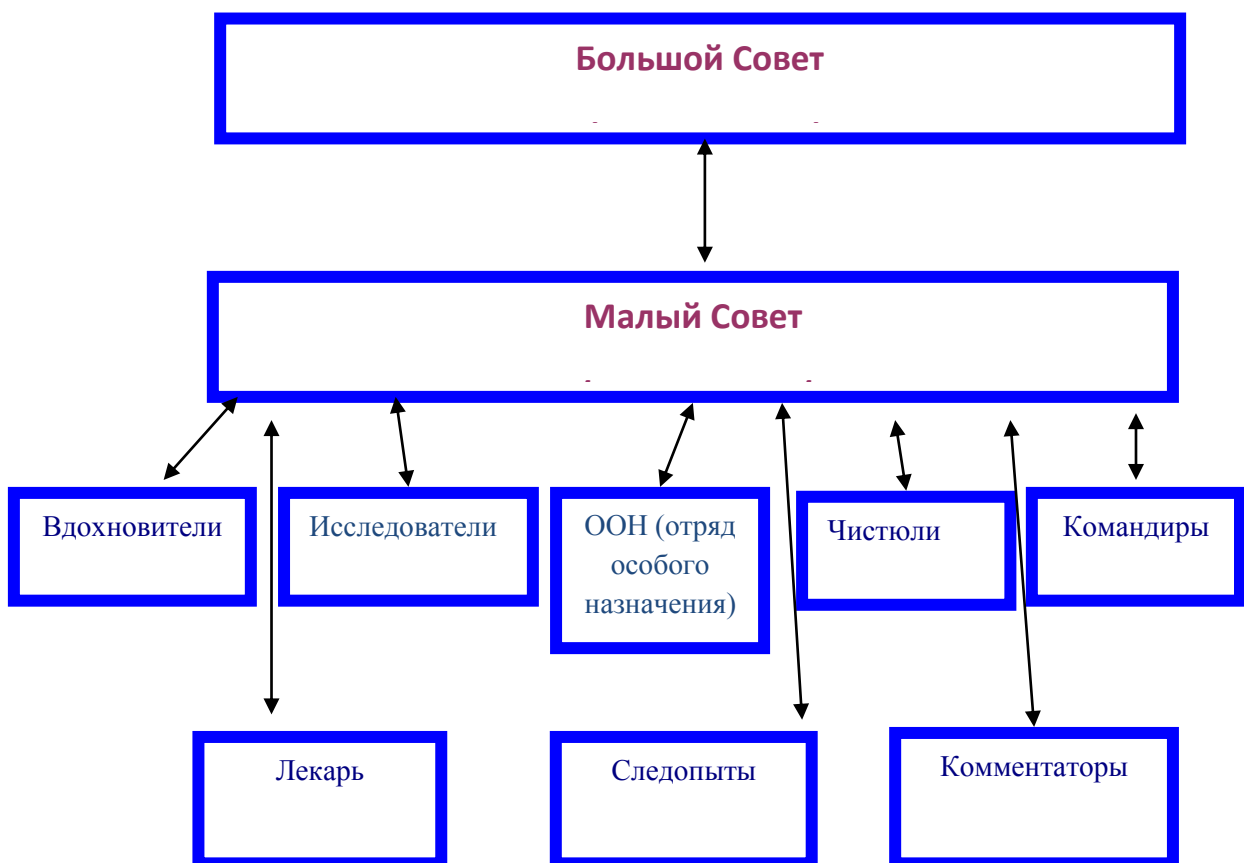 Большой Совет
Малый Совет
Вдохновители
Исследователи
ООН (отряд
особого
назначения)
Чистюли
Командиры
Лекарь
Следопыты
Комментаторы